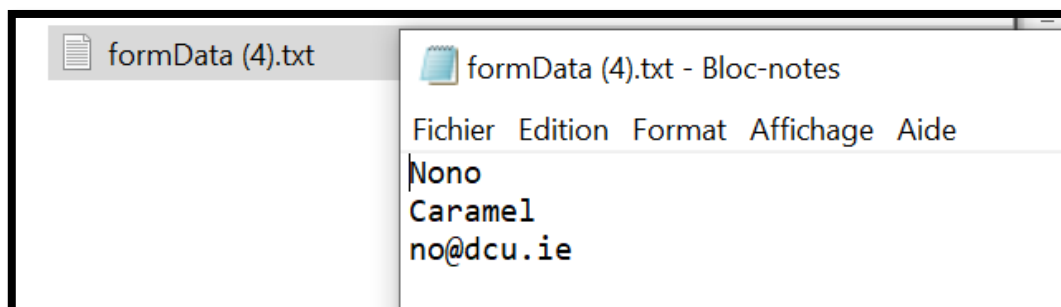 formData (4).txt
formData (4).txt - Bloc-notes
Fichier Edition Format Affichage Aide
Nono
Caramel
no@dcu.ie